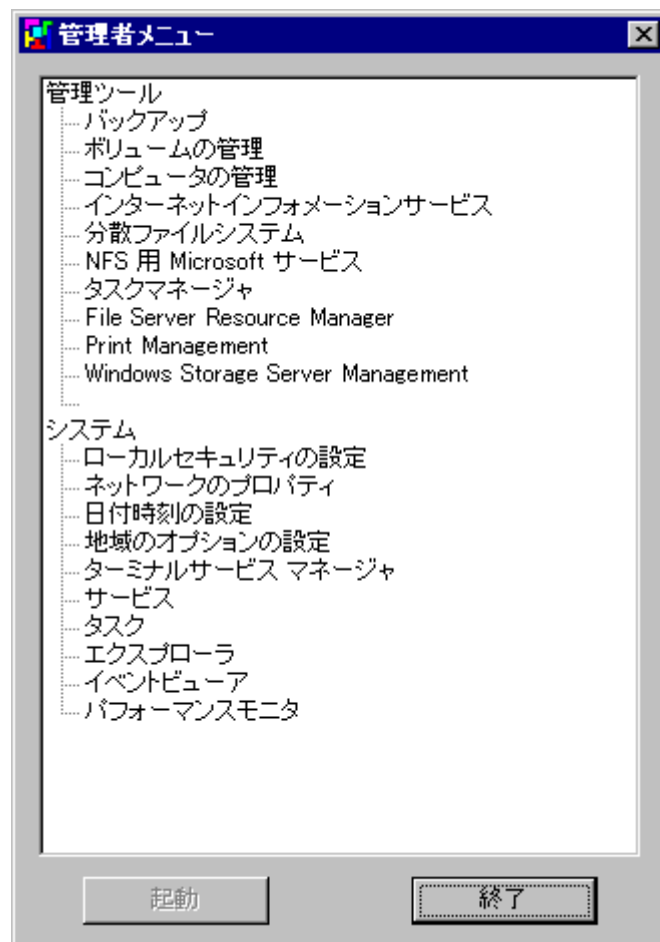 管理者メニュー
管理ツール
バックアップ
ボリュームの管理
コンピュータの管理
インターネットインフォメーションサービス
分散ファイルシステム
NFS 用 Microsoft サービス
タスクマネージャ
File Server Resource Manager
Print Management
Windows Storage Server Management
システム
ローカルセキュリティの設定
ネットワークのプロパティ
日付時刻の設定
地域のオプションの設定
ターミナルサービス マネージャ
サービス
タスク
エクスプローラ
イベントビューア
パフォーマンスモニタ
起動
終了